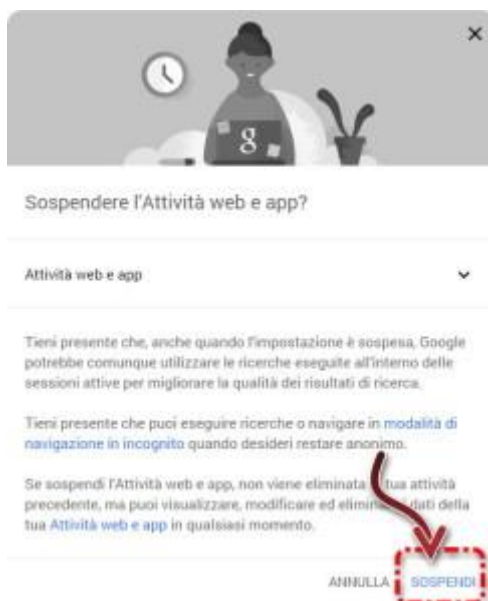 g
Sospendere l'Attività web e app?
Attività web e app
Tieni presente che, anche quando l'impostazione è sospesa, Google
potrebbe comunque utilizzare le ricerche eseguite all'interno delle
sessioni attive per migliorare la qualità dei risultati di ricerca.
Tieni presente che puoi eseguire ricerche o navigare in modalità di
navigazione in incognito quando desideri restare anonimo.
Se sospendi l'Attività web e app, non viene eliminata tua attività
precedente, ma puoi visualizzare, modificare ed dati della
tua Attività web e app in qualsiasi momento.
ANNULLA SOSPENDI